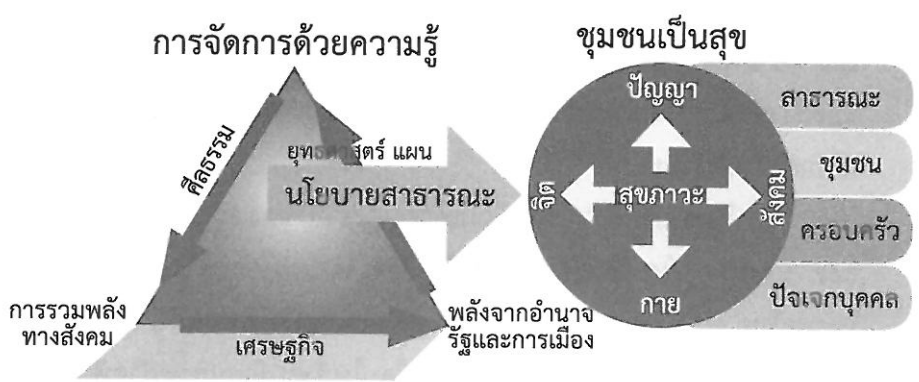 การจัดการด้วยความรู้
ศีลธรรม
ยุทธศาสตร์ แผน
นโยบายสาธารณะ
การรวมพลัง
ทางสังคม
เศรษฐกิจ
พลังจากอำนาจ
รัฐและการเมือง
ชุมชนเป็นสุข
ปัญญา
จิต
สุขภาวะ
สังคม
กาย
สาธารณะ
ชุมชน
ครอบครัว
ปัจเจกบุคคล